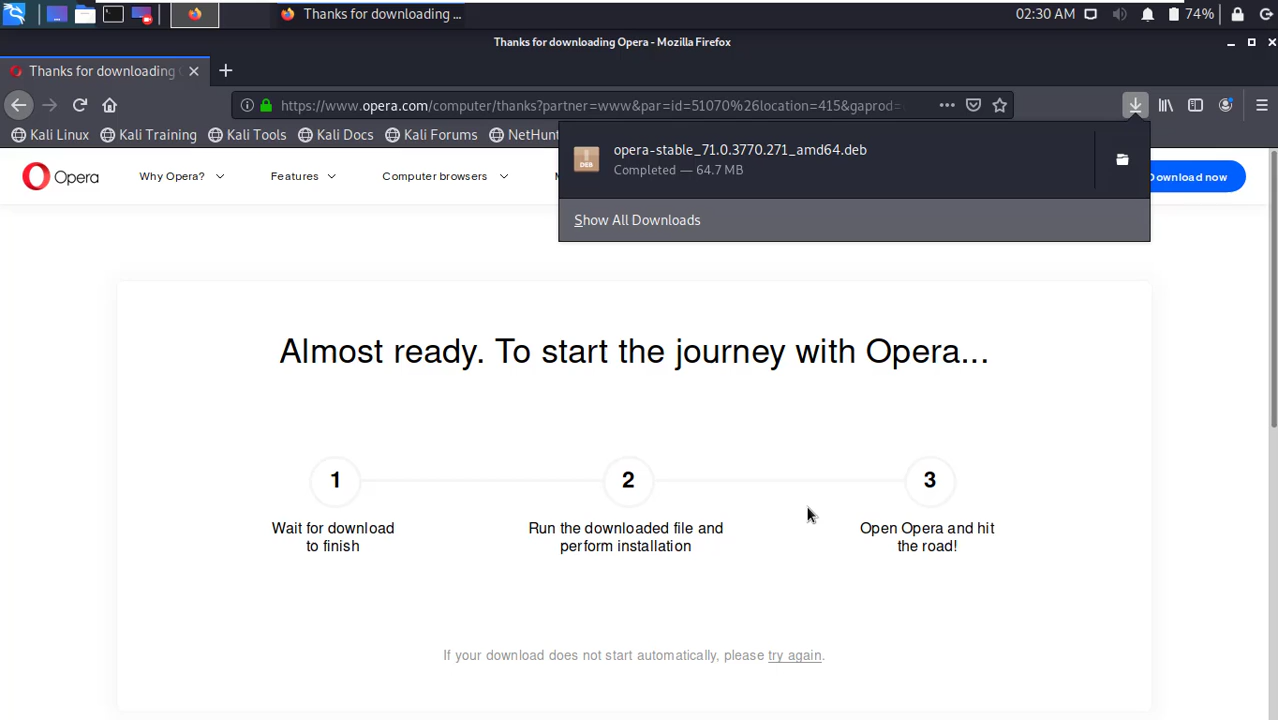 Thanks for downloading ...
02:30 AM
74%
Thanks for downloading Opera - Mozilla Firefox
Thanks for downloading
https://www.opera.com/computer/thanks?partner=www&par=id=51070%26location=415&gaprod=
Kali Linux
Kali Training
Kali Tools
Kali Docs
Kali Forums
NetHunt
DEB
opera-stable_71.0.3770.271_amd64.deb
Completed — 64.7 MB
Show All Downloads
Opera
Why Opera?
Features
Computer browsers
Download now
Almost ready. To start the journey with Opera...
1
2
3
Wait for download
to finish
Run the downloaded file and
perform installation
Open Opera and hit
the road!
If your download does not start automatically, please try again.